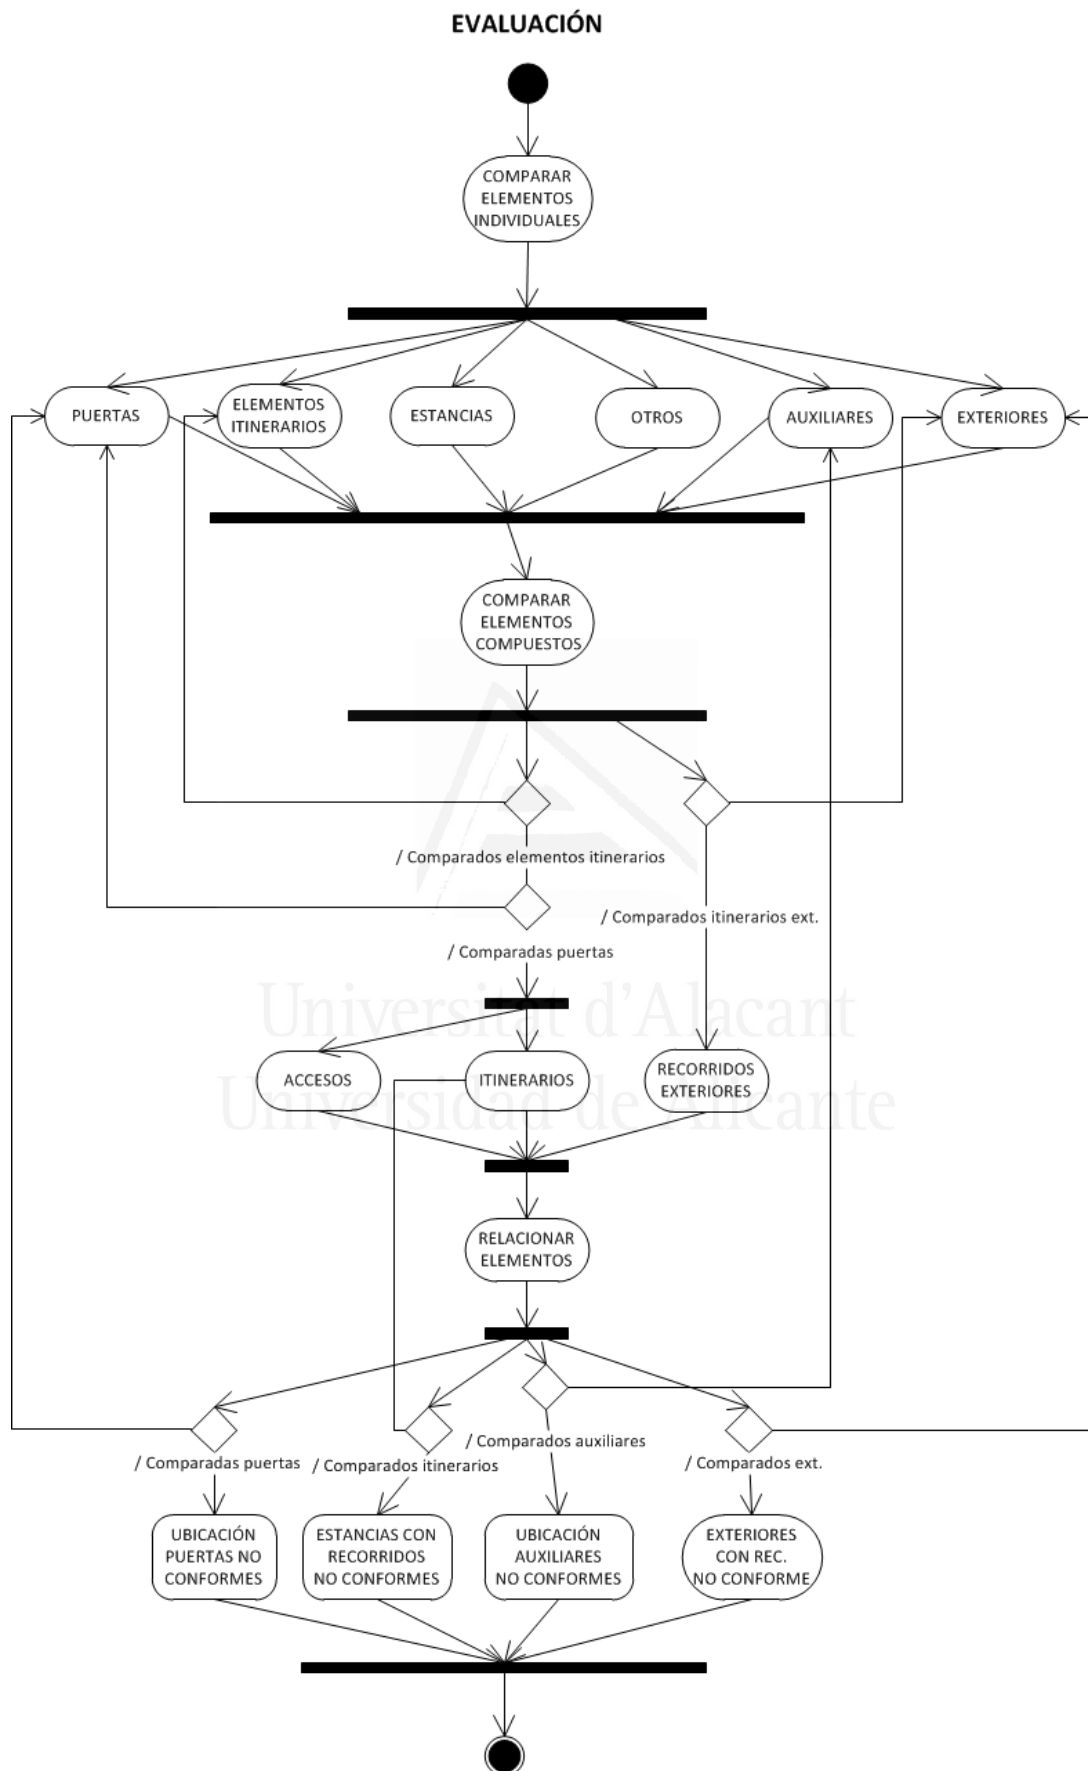 EVALUACIÓN
COMPARAR
ELEMENTOS
INDIVIDUALES
PUERTAS
ELEMENTOS
ITINERARIOS
ESTANCIAS
OTROS
AUXILIARES
EXTERIORES
COMPARAR
ELEMENTOS
COMPUESTOS
/ Comparados elementos itinerarios
/ Comparados itinerarios ext.
/ Comparadas puertas
Universitat d'Alacant
Universidad de Alicante
ACCESOS
ITINERARIOS
RECORRIDOS
EXTERIORES
RELACIONAR
ELEMENTOS
/ Comparadas puertas
/ Comparados itinerarios
/ Comparados auxiliares
/ Comparados ext.
UBICACIÓN
PUERTAS NO
CONFORMES
ESTANCIAS CON
RECORRIDOS
NO CONFORMES
UBICACIÓN
AUXILIARES
NO CONFORMES
EXTERIORES
CON REC.
NO CONFORME